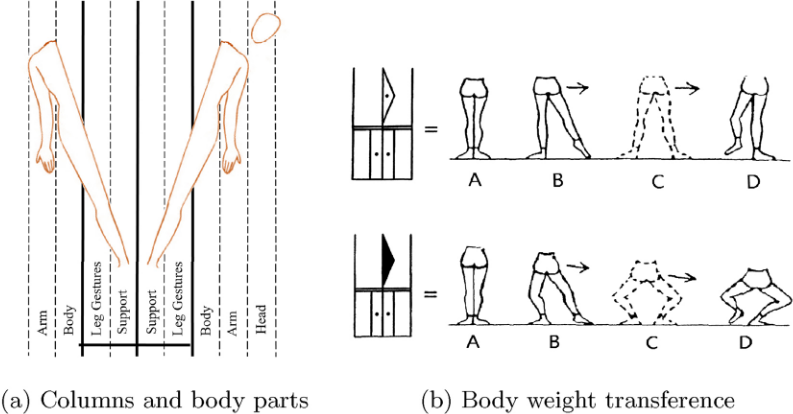 A B C D
Arm
Body
Leg Gestures
Support
Support
Leg Gestures
Body
Arm
Head
=
=
A B C D
(a) Columns and body parts
(b) Body weight transference